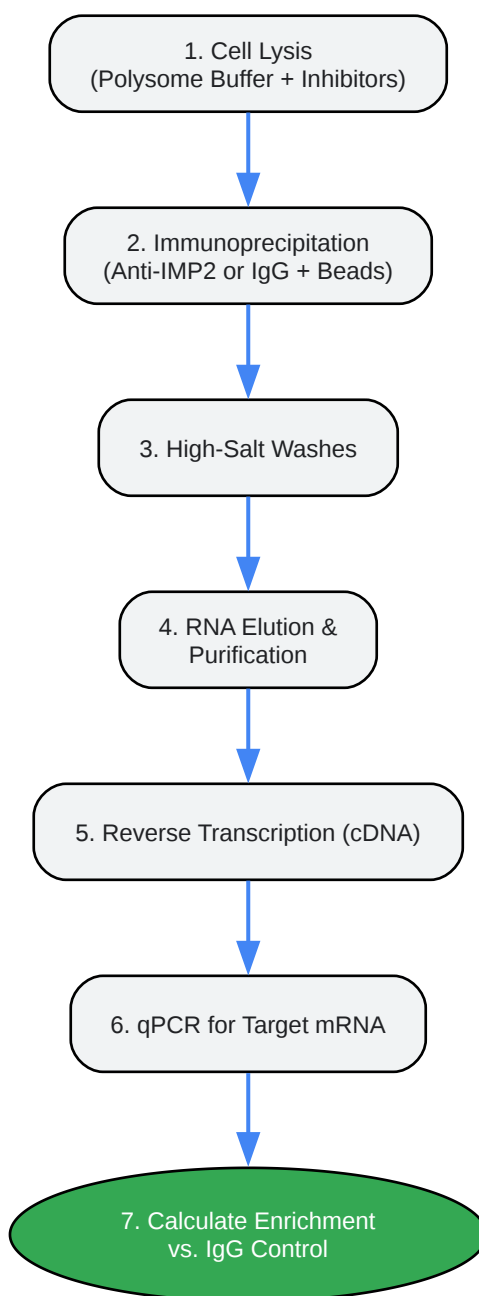 1. Cell Lysis
(Polysome Buffer + Inhibitors)
2. Immunoprecipitation
(Anti-IMP2 or IgG + Beads)
3. High-Salt Washes
4. RNA Elution &
Purification
5. Reverse Transcription (cDNA)
6. qPCR for Target mRNA
7. Calculate Enrichment
vs. IgG Control